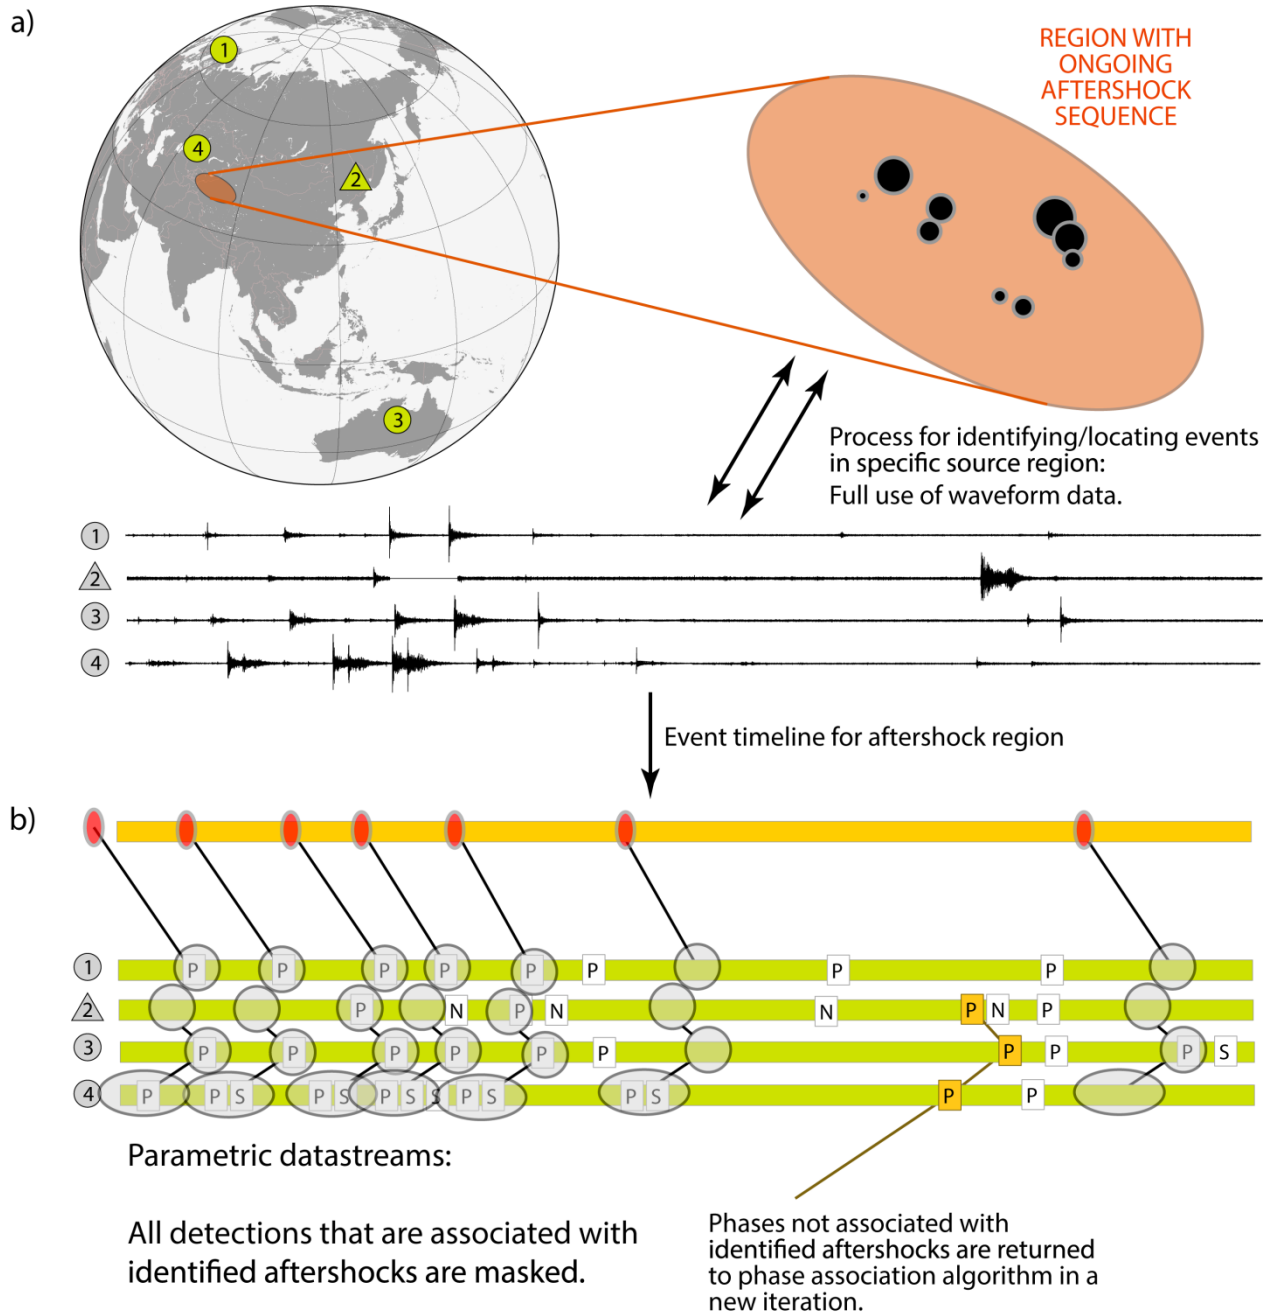 a)
1
4
2
3
REGION WITH
ONGOING
AFTERSHOCK
SEQUENCE
Process for identifying/locating events
in specific source region:
Full use of waveform data.
1
2
3
4
Event timeline for aftershock region
b)
1 P P P P P P P P
2 P N P N N P N P
3 P P P P P P P P P S
4 P P S P S P S S P S P S P P
Parametric datastreams:
All detections that are associated with
identified aftershocks are masked.
Phases not associated with
identified aftershocks are returned
to phase association algorithm in a
new iteration.